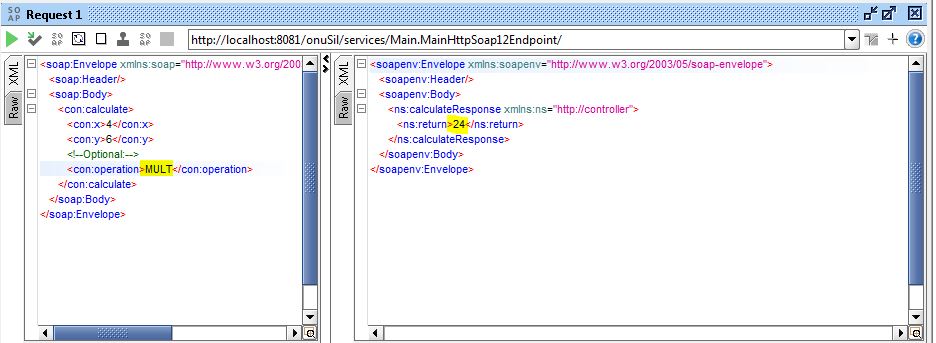 SO AP Request 1
SO AP
http://localhost:8081/onuSil/services/Main.MainHttpSoap12Endpoint/
XML
Raw
<soap:Envelope xmlns:soap="http://www.w3.org/2003
<soap:Header/>
<soap:Body>
<con:calculate>
<con:x>4</con:x>
<con:y>6</con:y>
<!--Optional:-->
<con:operation>MULT</con:operation>
</con:calculate>
</soap:Body>
</soap:Envelope>
XML
Raw
<soapenv:Envelope xmlns:soapenv="http://www.w3.org/2003/05/soap-envelope">
<soapenv:Header/>
<soapenv:Body>
<ns:calculateResponse xmlns:ns="http://controller">
<ns:return>24</ns:return>
</ns:calculateResponse>
</soapenv:Body>
</soapenv:Envelope>